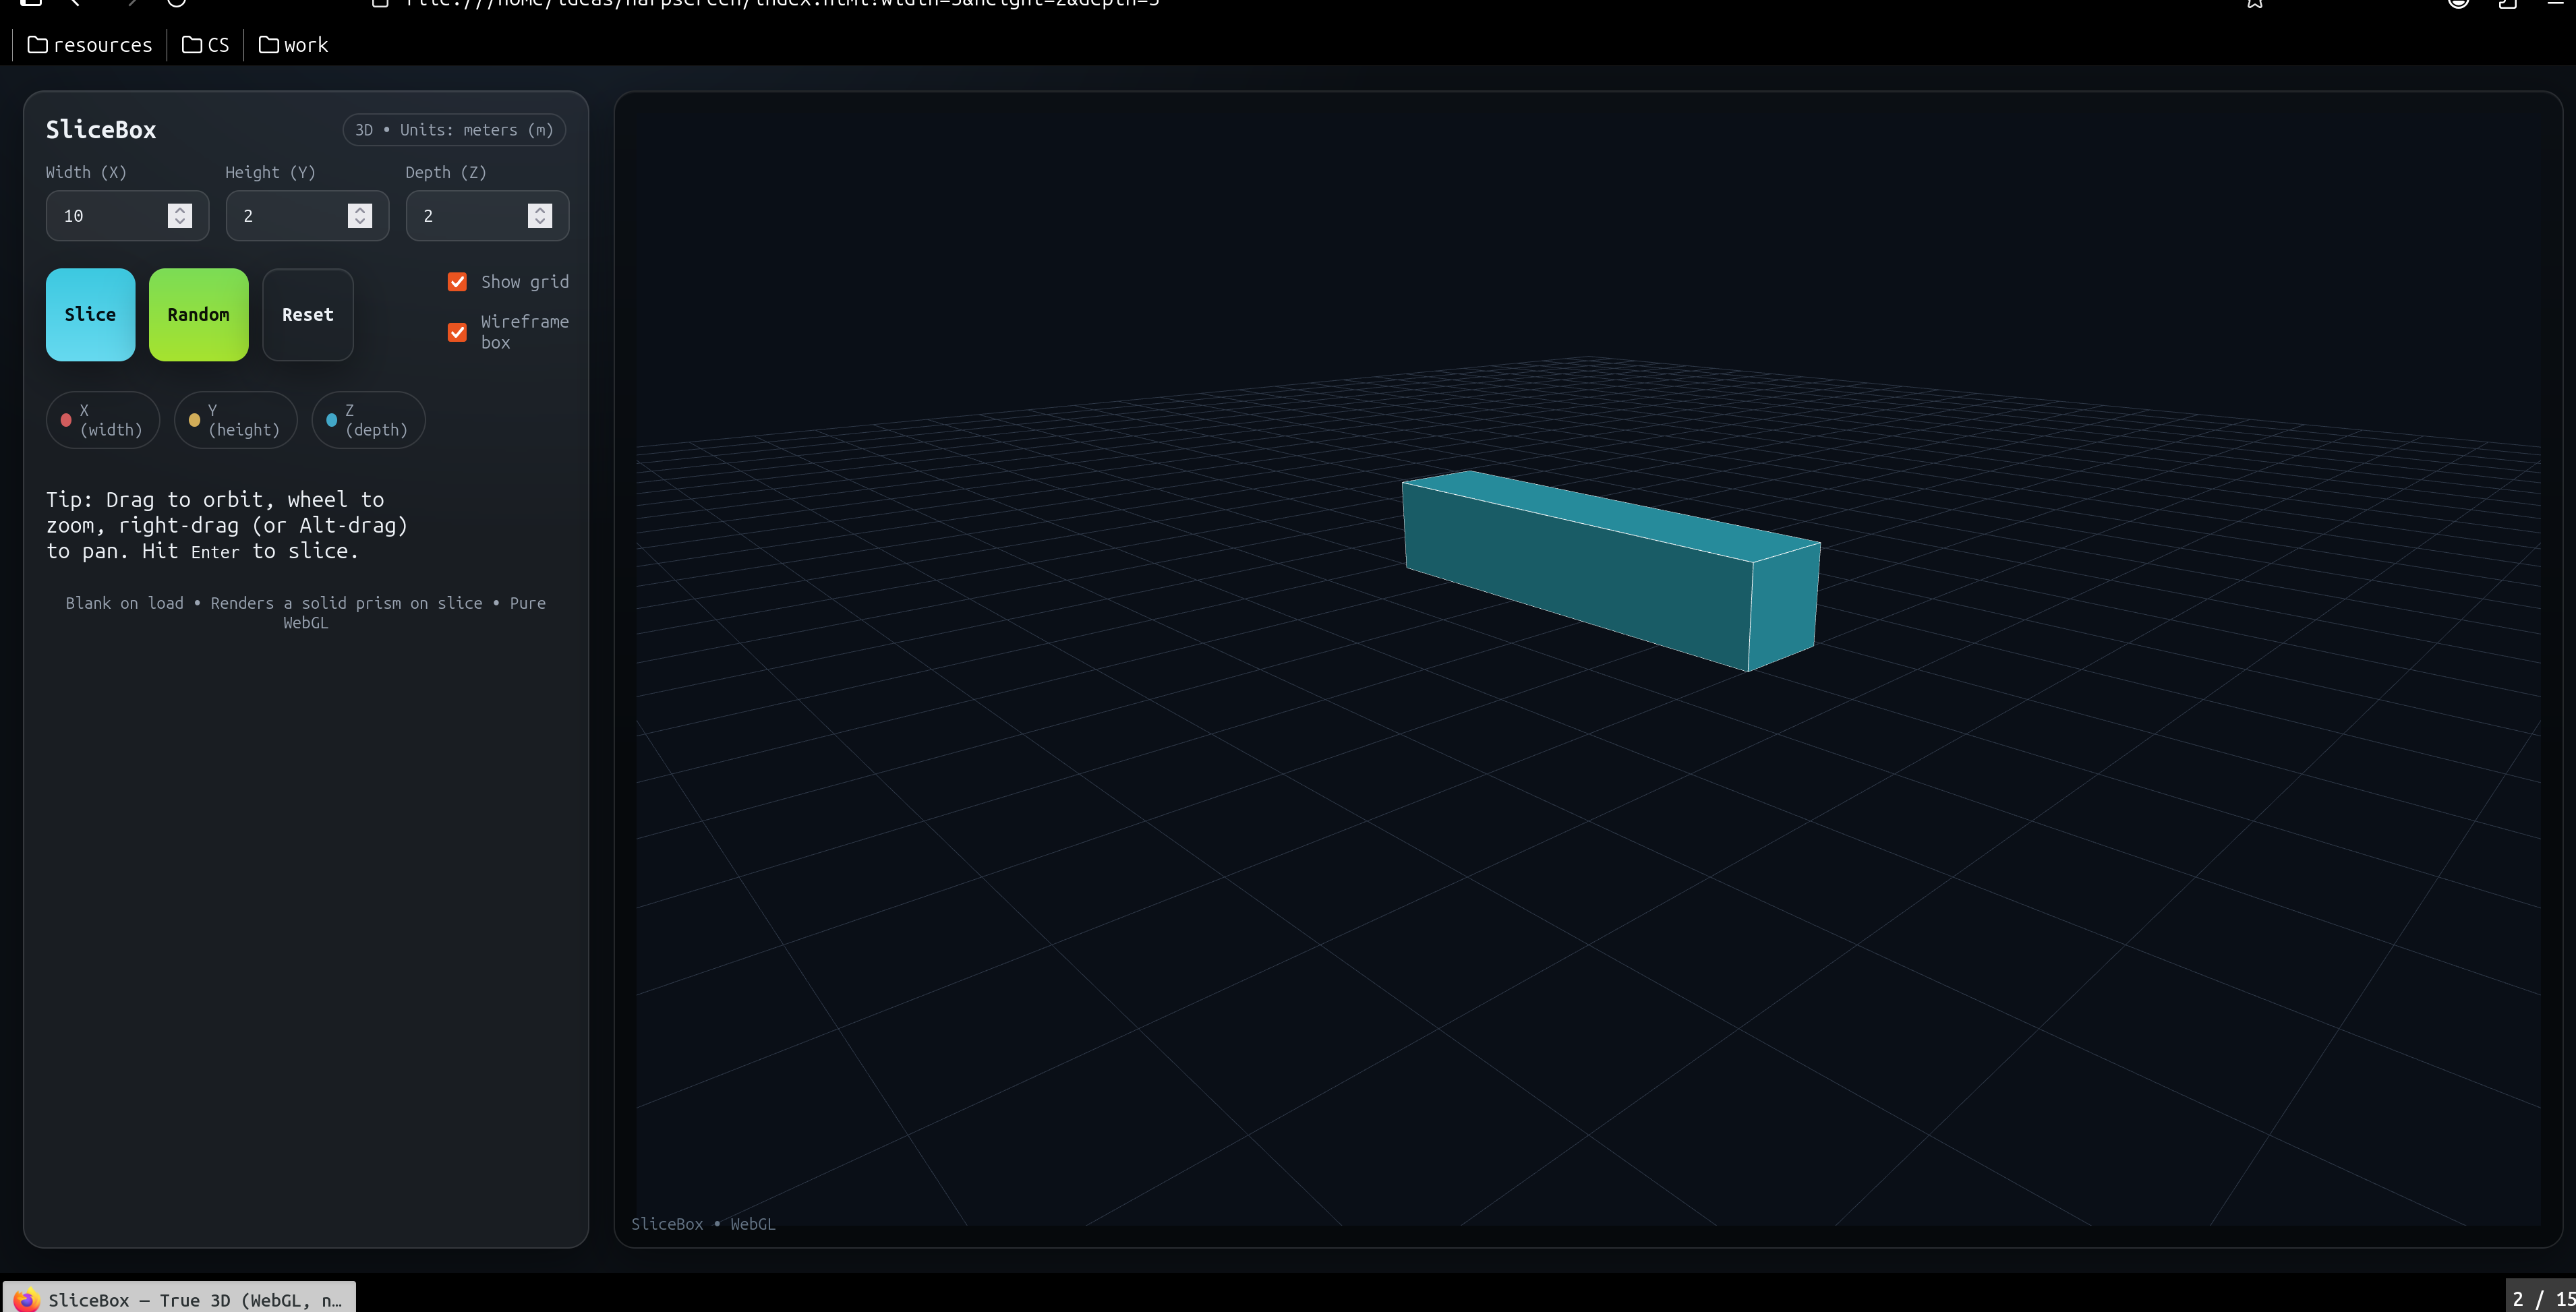 resources
CS
work
SliceBox
3D • Units: meters (m)
Width (X)
Height (Y)
Depth (Z)
10
2
2
Slice
Random
Reset
Show grid
Wireframe
box
X
(width)
Y
(height)
Z
(depth)
Tip: Drag to orbit, wheel to
zoom, right-drag (or Alt-drag)
to pan. Hit Enter to slice.
Blank on load • Renders a solid prism on slice • Pure
WebGL
SliceBox • WebGL
SliceBox — True 3D (WebGL, n…
2 / 15